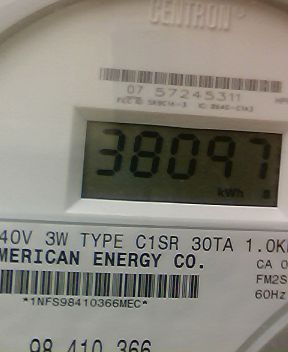 CENTRON®
07 57245311
38097
kWh
40V 3W TYPE C1SR 30TA 1.0K
MERICAN ENERGY CO.
CA 0
FM2S
60Hz
*1NFS98410366MEC*
98 410 366